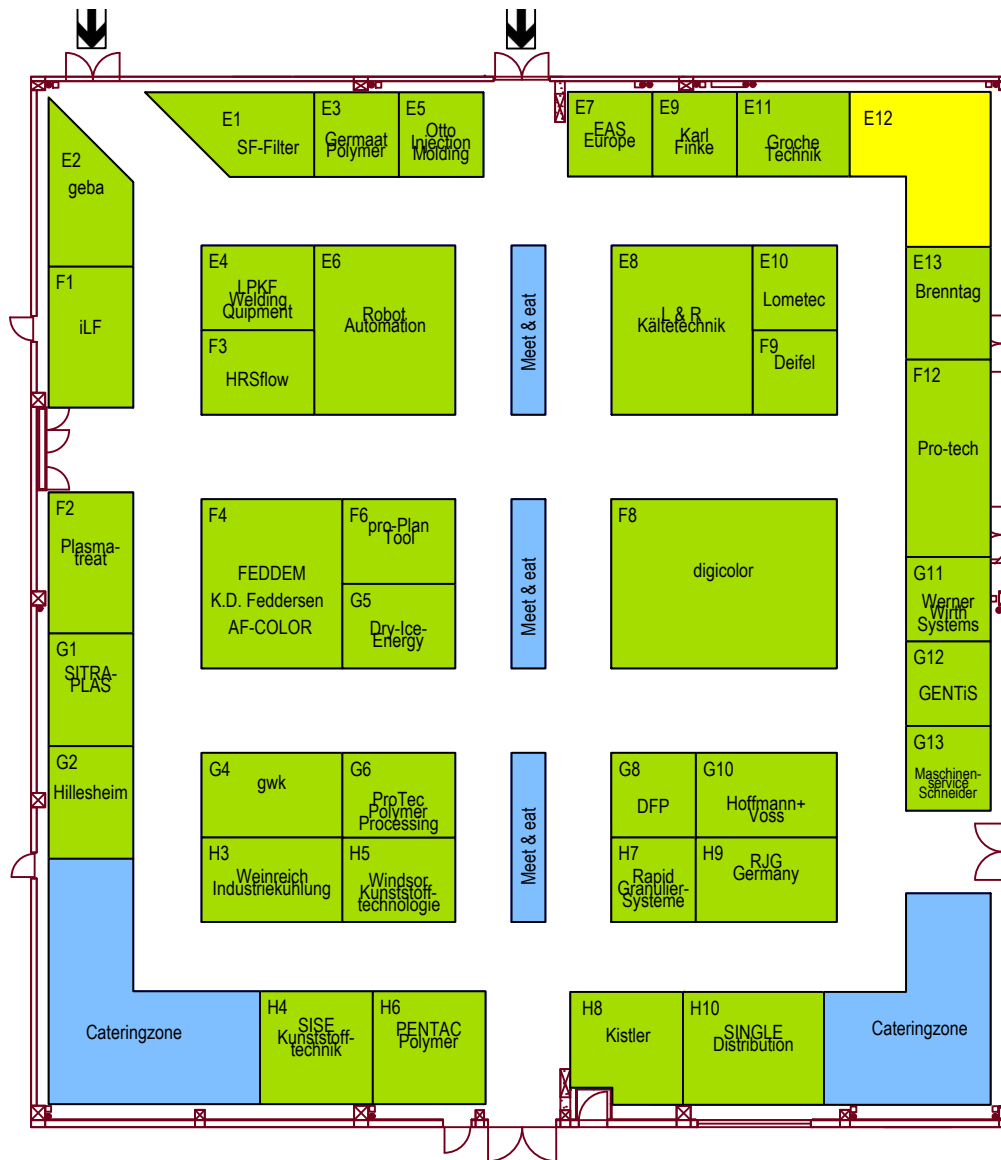 E1
SF-Filter
E3
Germaat
Polymer
E5
Otto
Injection
Molding
E7
EAS
Europe
E9
Karl
Finke
E11
Groche
Technik
E12
E2
geba
F1
iLF
E4
LPKF
Welding
Quipment
E6
Robot
Automation
F3
HRSflow
Meet & eat
E8
L & R
Kältetechnik
E10
Lometec
F9
Deifel
E13
Brenntag
F12
Pro-tech
F2
Plasma-
treat
G1
SITRA-
PLAS
G2
Hillesheim
F4
FEDDEM
K.D. Feddersen
AF-COLOR
F6
pro-Plan
Tool
G5
Dry-Ice-
Energy
Meet & eat
F8
digicolor
G11
Werner
Wirth
Systems
G12
GENTiS
G13
Maschinen-
service
Schneider
G4
gwk
G6
ProTec
Polymer
Processing
H3
Weinreich
Industriekühlung
H5
Windsor
Kunststoff-
technologie
Meet & eat
G8
DFP
G10
Hoffmann+
Voss
H7
Rapid
Granulier-
Systeme
H9
RJG
Germany
Cateringzone
H4
SISE
Kunststoff-
technik
H6
PENTAC
Polymer
H8
Kistler
H10
SINGLE
Distribution
Cateringzone